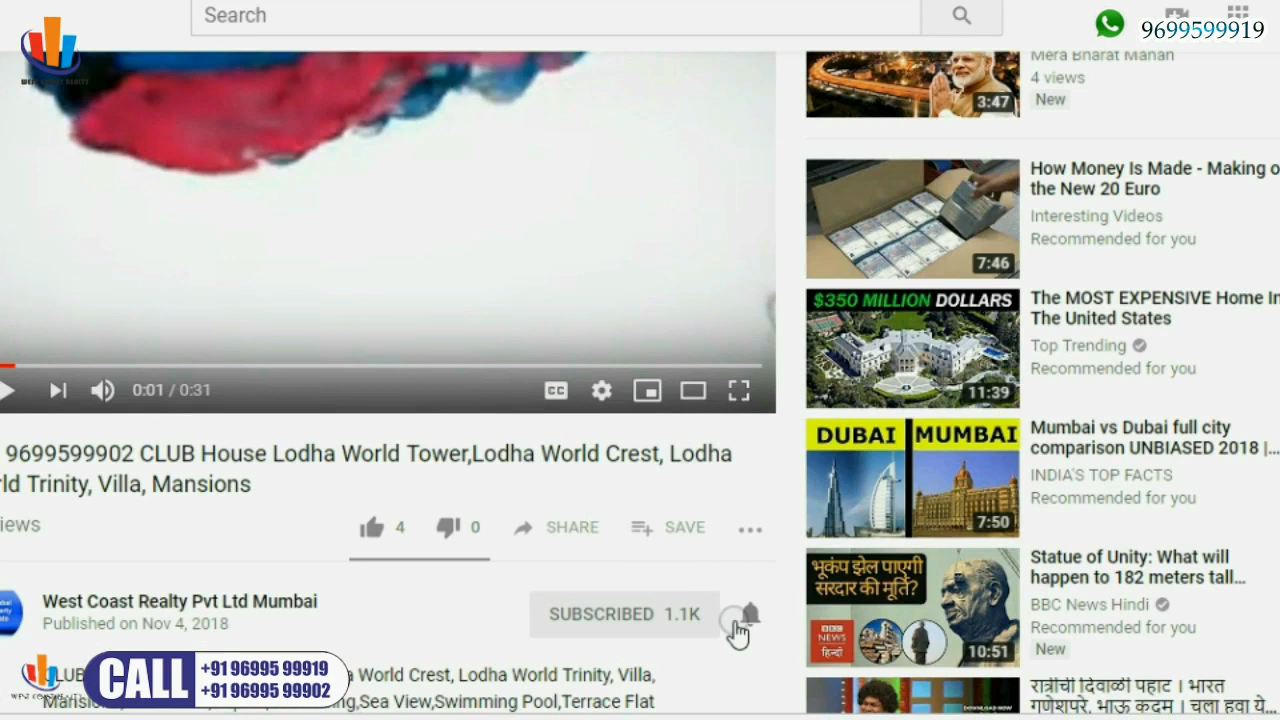 Search
9699599919
3:47
Mera Bharat Mahan
4 views
New
7:46
How Money Is Made - Making o
the New 20 Euro
Interesting Videos
Recommended for you
$350 MILLION DOLLARS
11:39
The MOST EXPENSIVE Home In
The United States
Top Trending
Recommended for you
0:01 / 0:31
CC
DUBAI MUMBAI
7:50
Mumbai vs Dubai full city
comparison UNBIASED 2018 |...
INDIA'S TOP FACTS
Recommended for you
9699599902 CLUB House Lodha World Tower,Lodha World Crest, Lodha
rld Trinity, Villa, Mansions
iews
4
0
SHARE
SAVE
भूकंप झेल पाएगी
सरदार की मूर्ति?
BBC
NEWS
हिन्दी
10:51
Statue of Unity: What will
happen to 182 meters tall...
BBC News Hindi
Recommended for you
New
West Coast Realty Pvt Ltd Mumbai
Published on Nov 4, 2018
SUBSCRIBED 1.1K
CALL
+91 96995 99919
+91 96995 99902
LUB
a World Crest, Lodha World Trinity, Villa,
Mansio
ng,Sea View,Swimming Pool,Terrace Flat
DOWNLOAD NOW
रात्रीची दिवाळी पहाट । भारत
गणेशपुरे, भाऊ कदम । चला हवा ये...